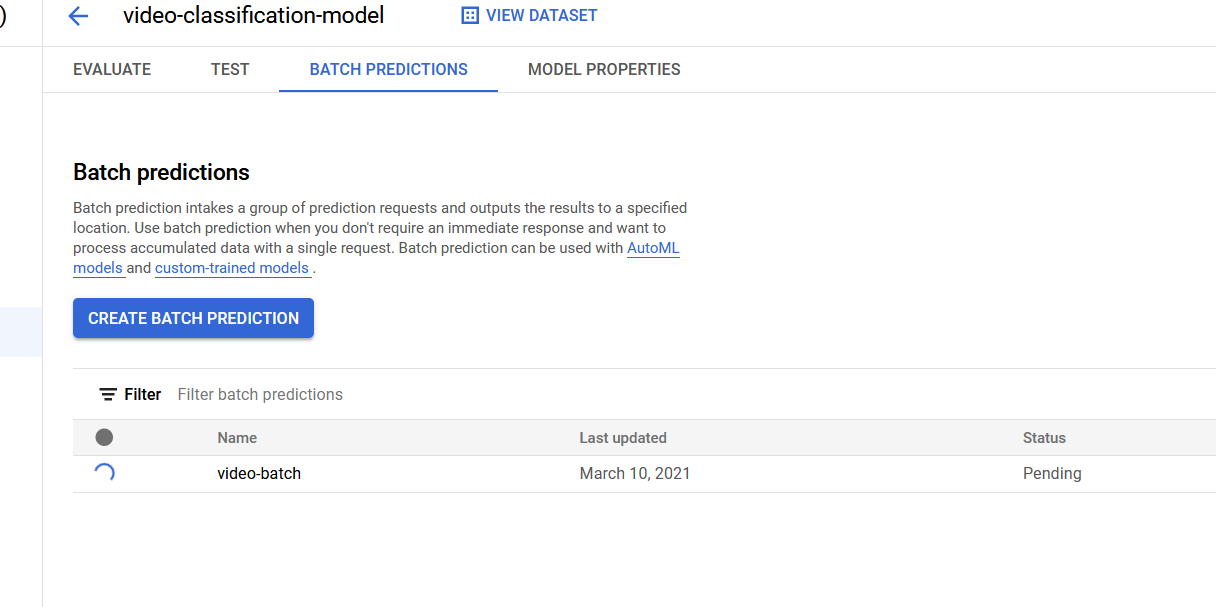 )
video-classification-model
VIEW DATASET
EVALUATE TEST BATCH PREDICTIONS MODEL PROPERTIES
Batch predictions
Batch prediction intakes a group of prediction requests and outputs the results to a specified
location. Use batch prediction when you don't require an immediate response and want to
process accumulated data with a single request. Batch prediction can be used with AutoML
models and custom-trained models .
CREATE BATCH PREDICTION
Filter Filter batch predictions
Name Last updated Status
video-batch March 10, 2021 Pending